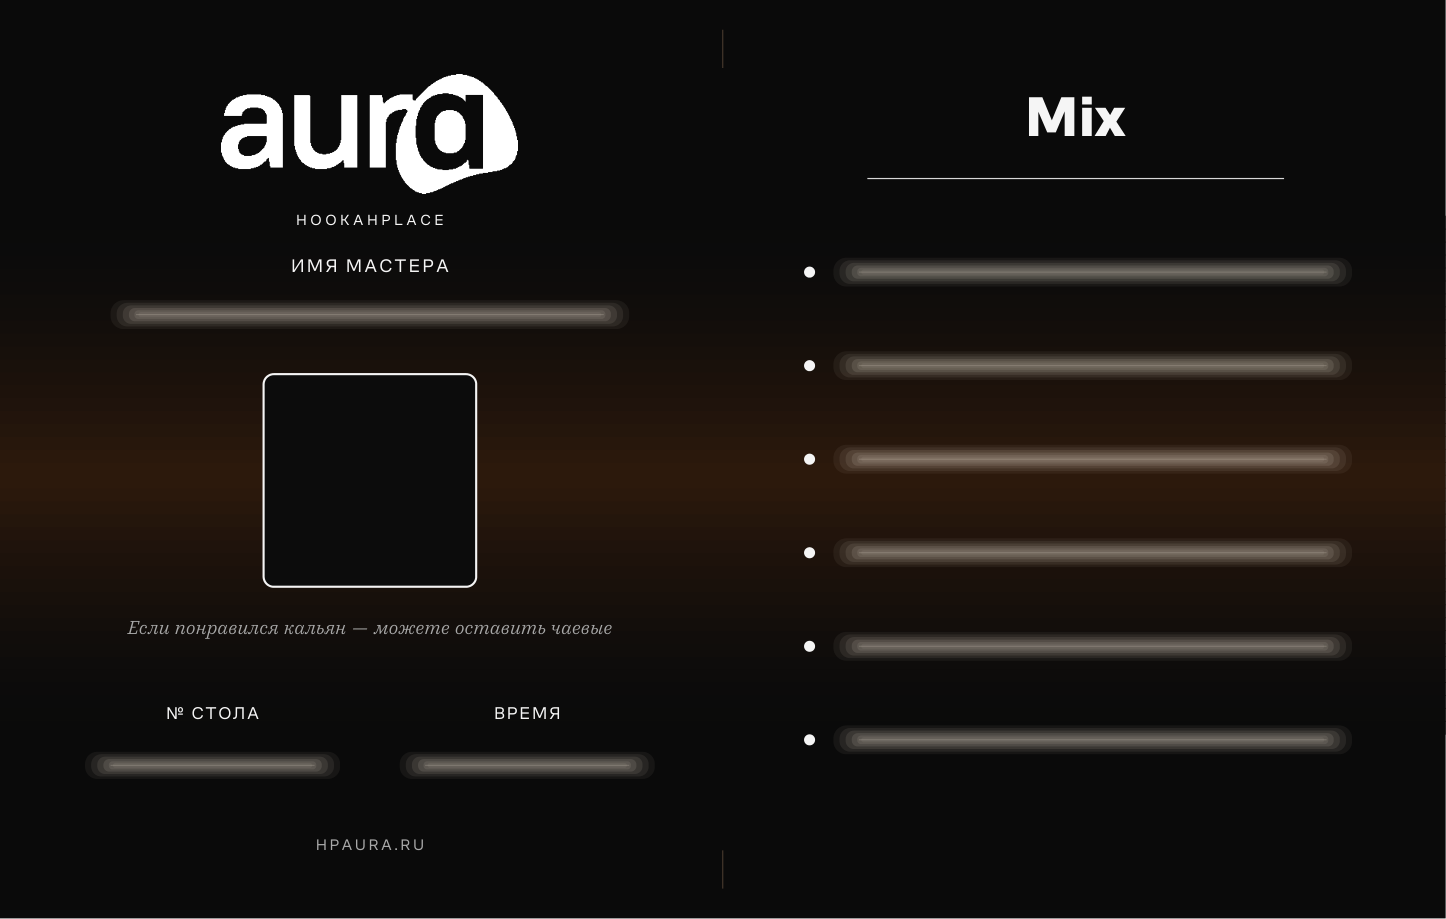 aura
HOOKAHPLACE
ИМЯ МАСТЕРА
Если понравился кальян — можете оставить чаевые
№ СТОЛА
ВРЕМЯ
HPAURA.RU
Mix